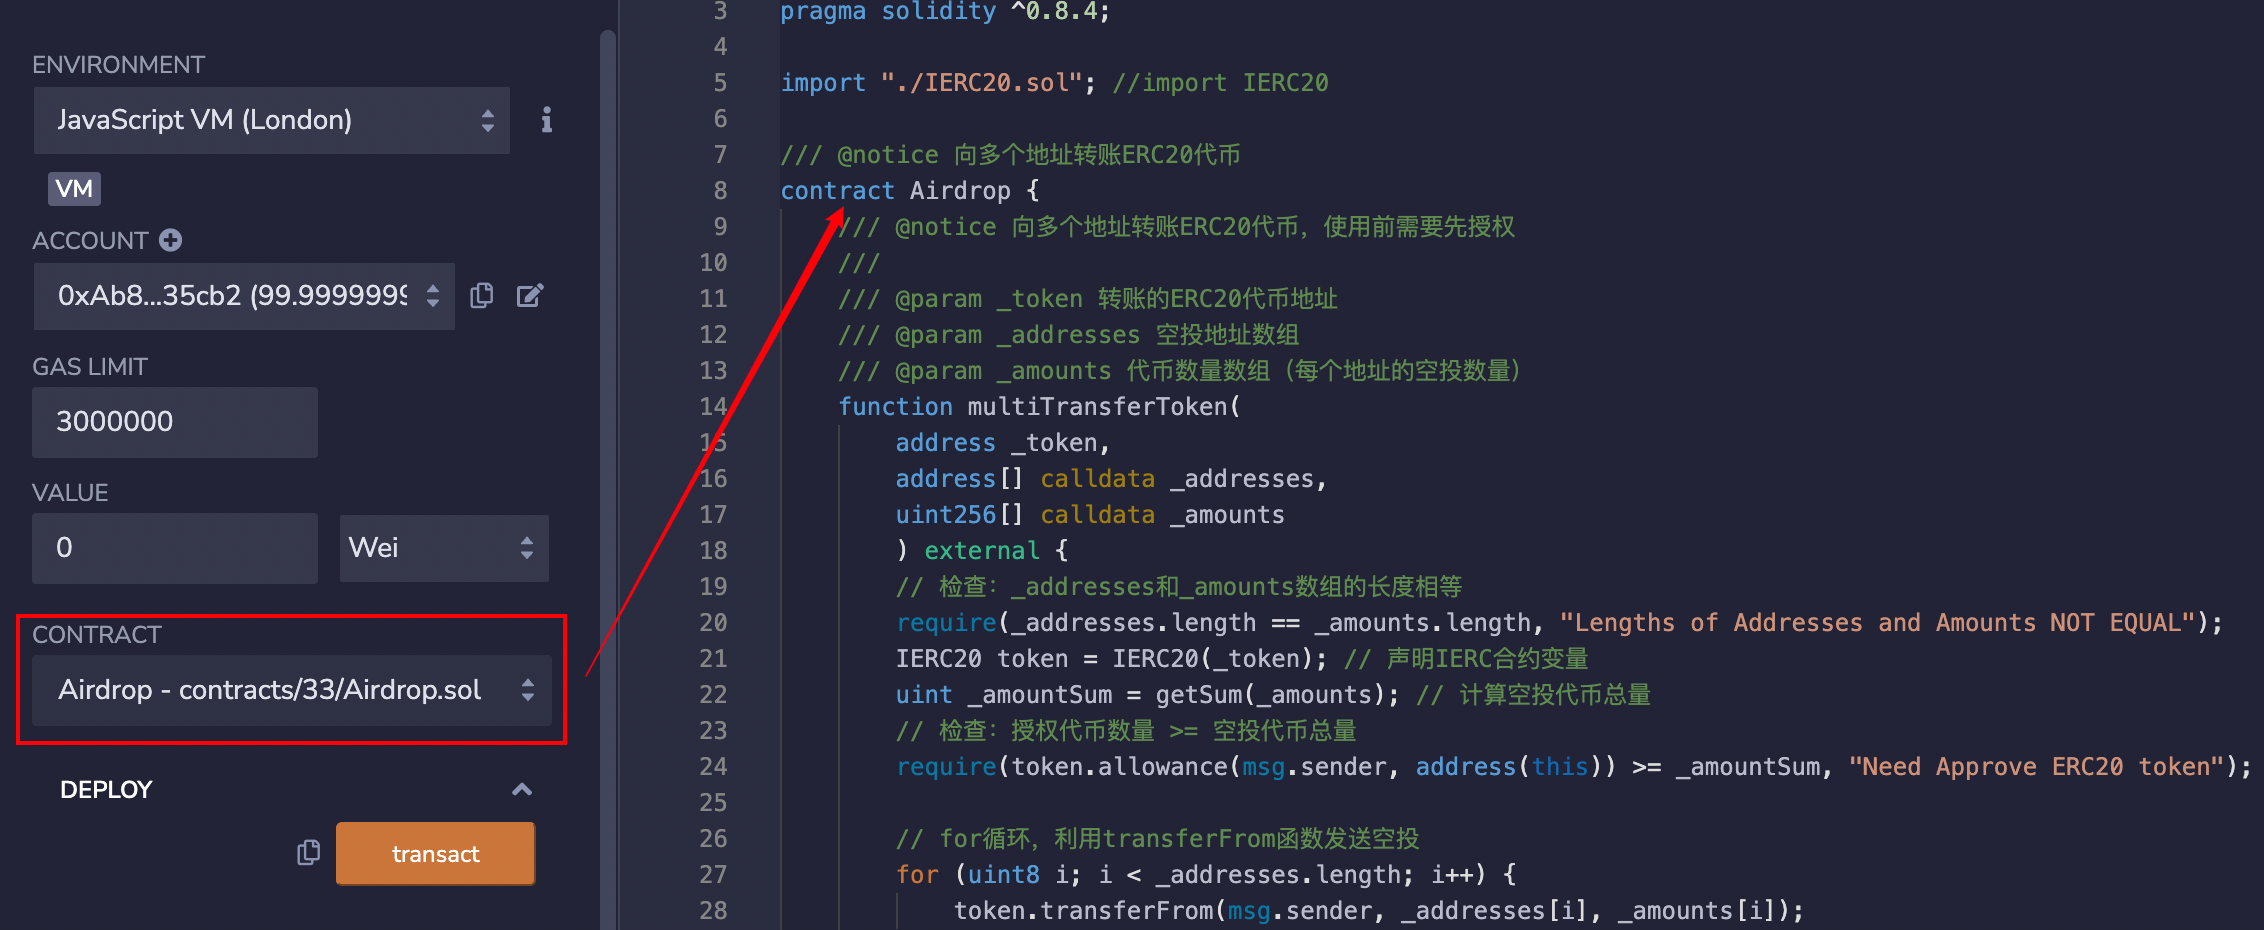 ENVIRONMENT
JavaScript VM (London)
VM
ACCOUNT
0xAb8...35cb2 (99.9999999
GAS LIMIT
3000000
VALUE
0
Wei
CONTRACT
Airdrop - contracts/33/Airdrop.sol
DEPLOY
transact
3 pragma solidity ^0.8.4;
4
5 import "./IERC20.sol"; //import IERC20
6
7 /// @notice 向多个地址转账ERC20代币
8 contract Airdrop {
9 /// @notice 向多个地址转账ERC20代币，使用前需要先授权
10 ///
11 /// @param _token 转账的ERC20代币地址
12 /// @param _addresses 空投地址数组
13 /// @param _amounts 代币数量数组（每个地址的空投数量）
14 function multiTransferToken(
15 address _token,
16 address[] calldata _addresses,
17 uint256[] calldata _amounts
18 ) external {
19 // 检查：_addresses和_amounts数组的长度相等
20 require(_addresses.length == _amounts.length, "Lengths of Addresses and Amounts NOT EQUAL");
21 IERC20 token = IERC20(_token); // 声明IERC合约变量
22 uint _amountSum = getSum(_amounts); // 计算空投代币总量
23 // 检查：授权代币数量 >= 空投代币总量
24 require(token.allowance(msg.sender, address(this)) >= _amountSum, "Need Approve ERC20 token");
25
26 // for循环，利用transferFrom函数发送空投
27 for (uint8 i; i < _addresses.length; i++) {
28 token.transferFrom(msg.sender, _addresses[i], _amounts[i]);